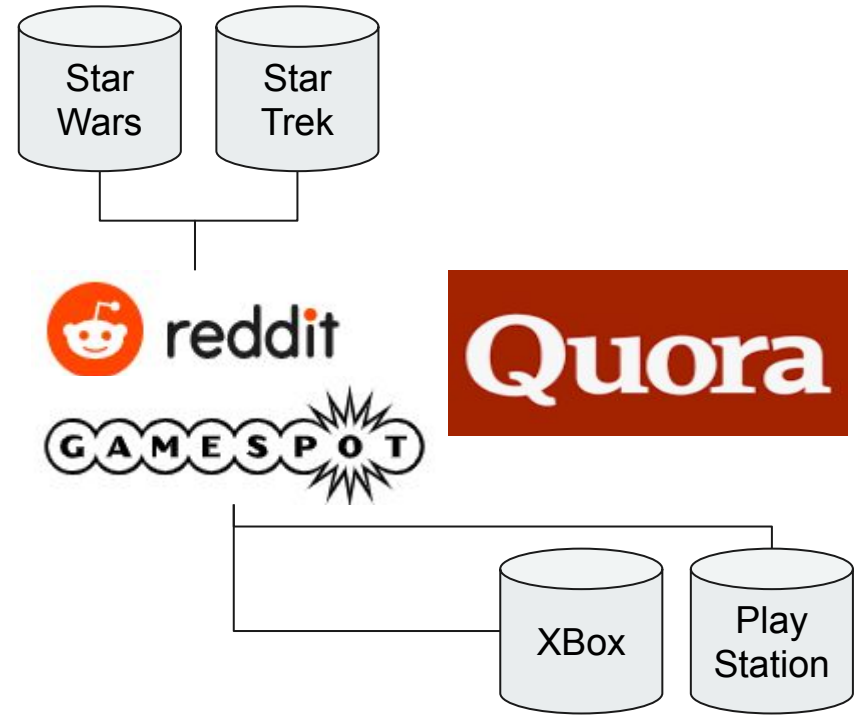 Star
Wars
Star
Trek
reddit
Quora
GAMESPOT
XBox
Play
Station